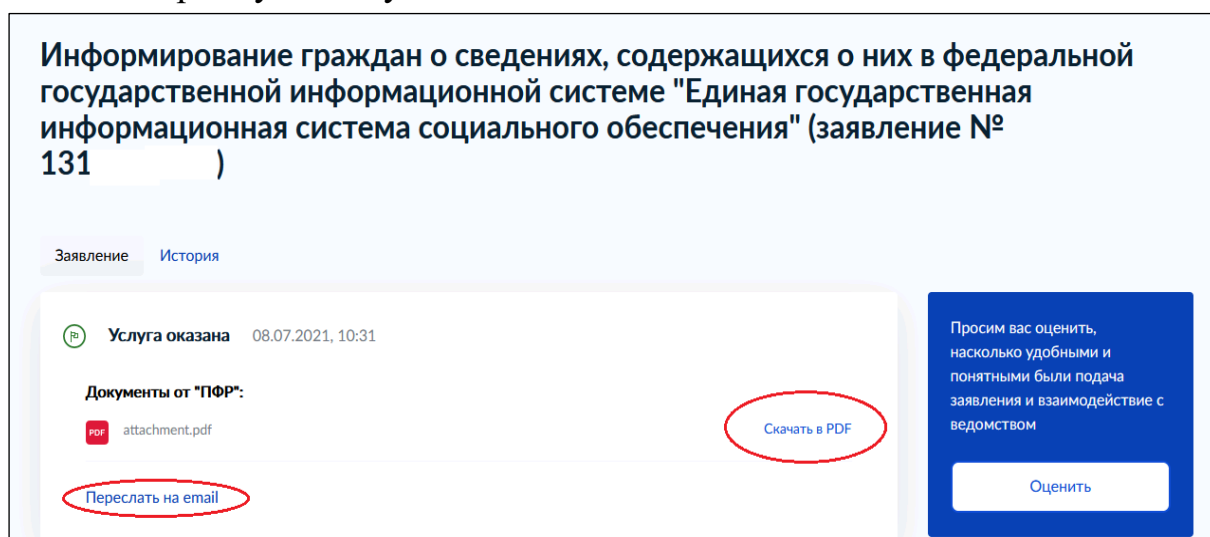 Информирование граждан о сведениях, содержащихся о них в федеральной
государственной информационной системе "Единая государственная
информационная система социального обеспечения" (заявление №
131 )
Заявление История
Услуга оказана 08.07.2021, 10:31
Документы от "ПФР":
PDF attachment.pdf Скачать в PDF
Переслать на email
Просим вас оценить,
насколько удобными и
понятными были подача
заявления и взаимодействие с
ведомством
Оценить